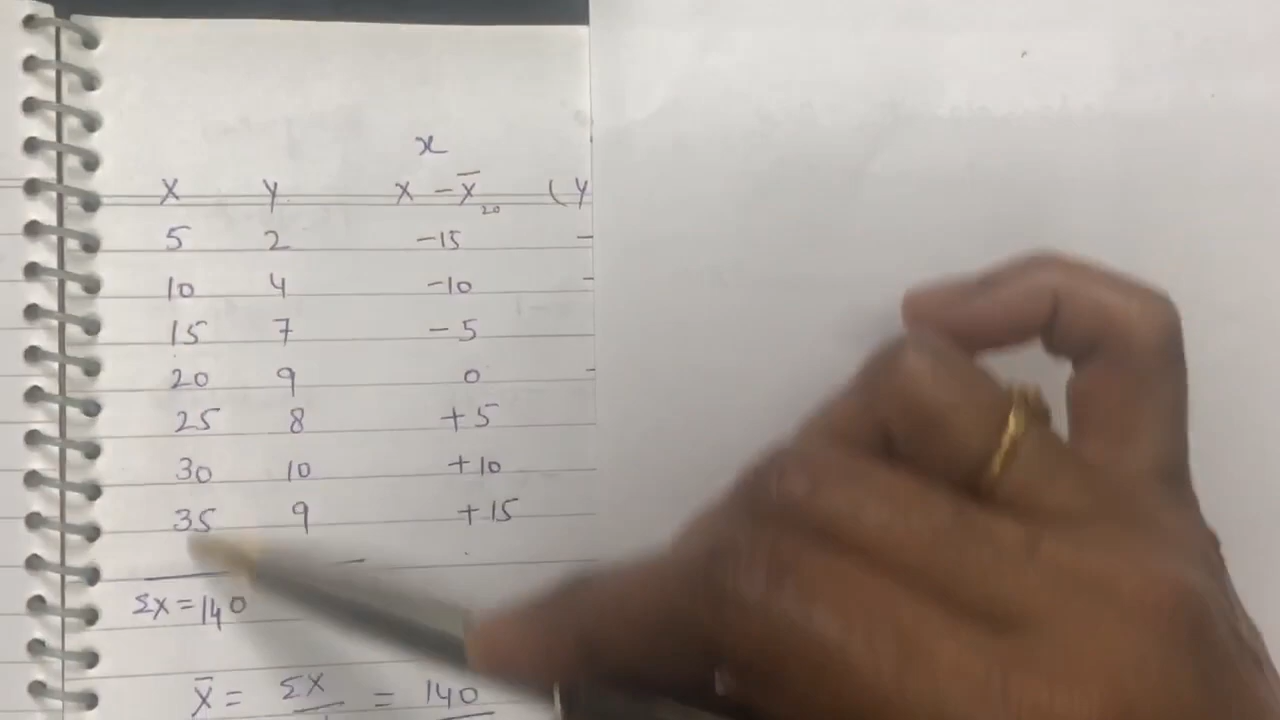 x
X Y X - X̄ 20 (Y
5 2 -15 -
10 4 -10 -
15 7 -5
20 9 0 -
25 8 +5
30 10 +10
35 9 +15
ΣX = 140
X̄ = ΣX = 140